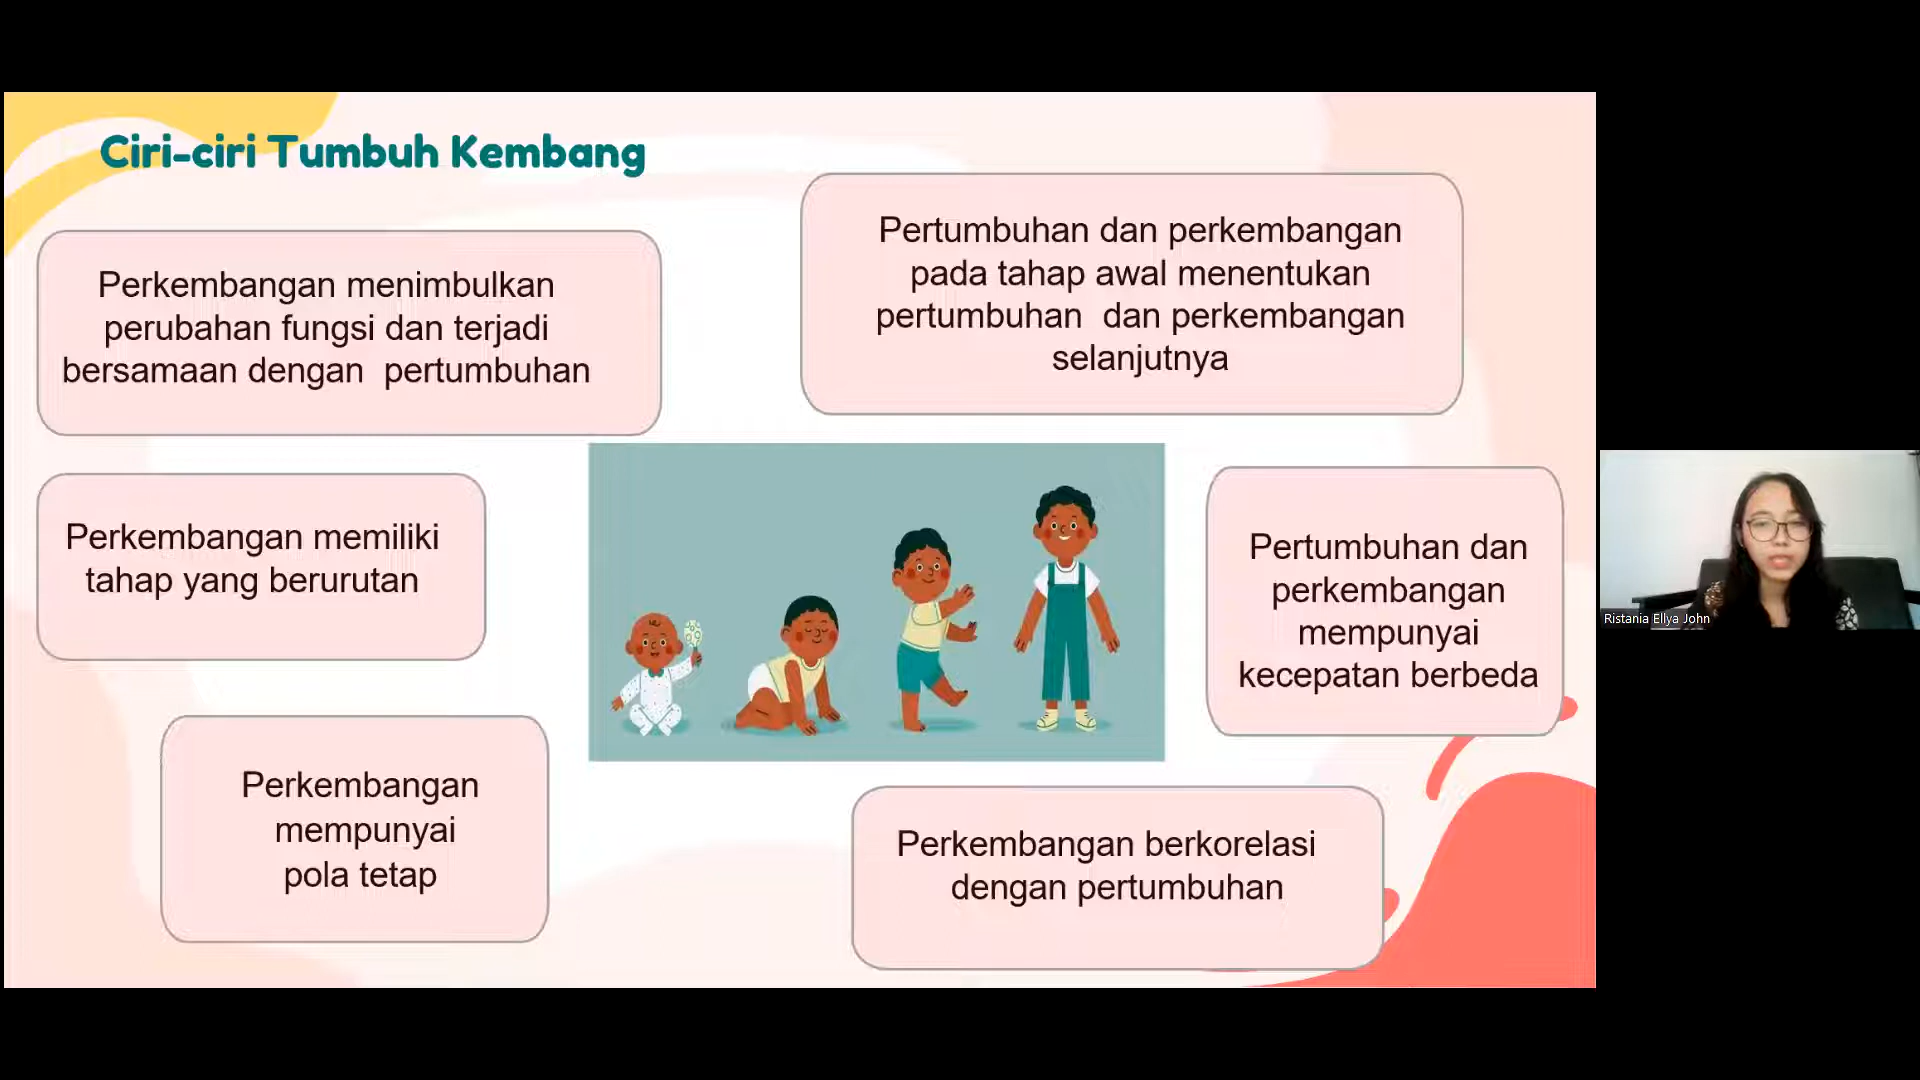 Ciri-ciri Tumbuh Kembang
Perkembangan menimbulkan
perubahan fungsi dan terjadi
bersamaan dengan  pertumbuhan
Pertumbuhan dan perkembangan
pada tahap awal menentukan
pertumbuhan  dan perkembangan
selanjutnya
Perkembangan memiliki
tahap yang berurutan
Pertumbuhan dan
perkembangan
mempunyai
kecepatan berbeda
Perkembangan
mempunyai
pola tetap
Perkembangan berkorelasi
dengan pertumbuhan
Ristania Ellya John